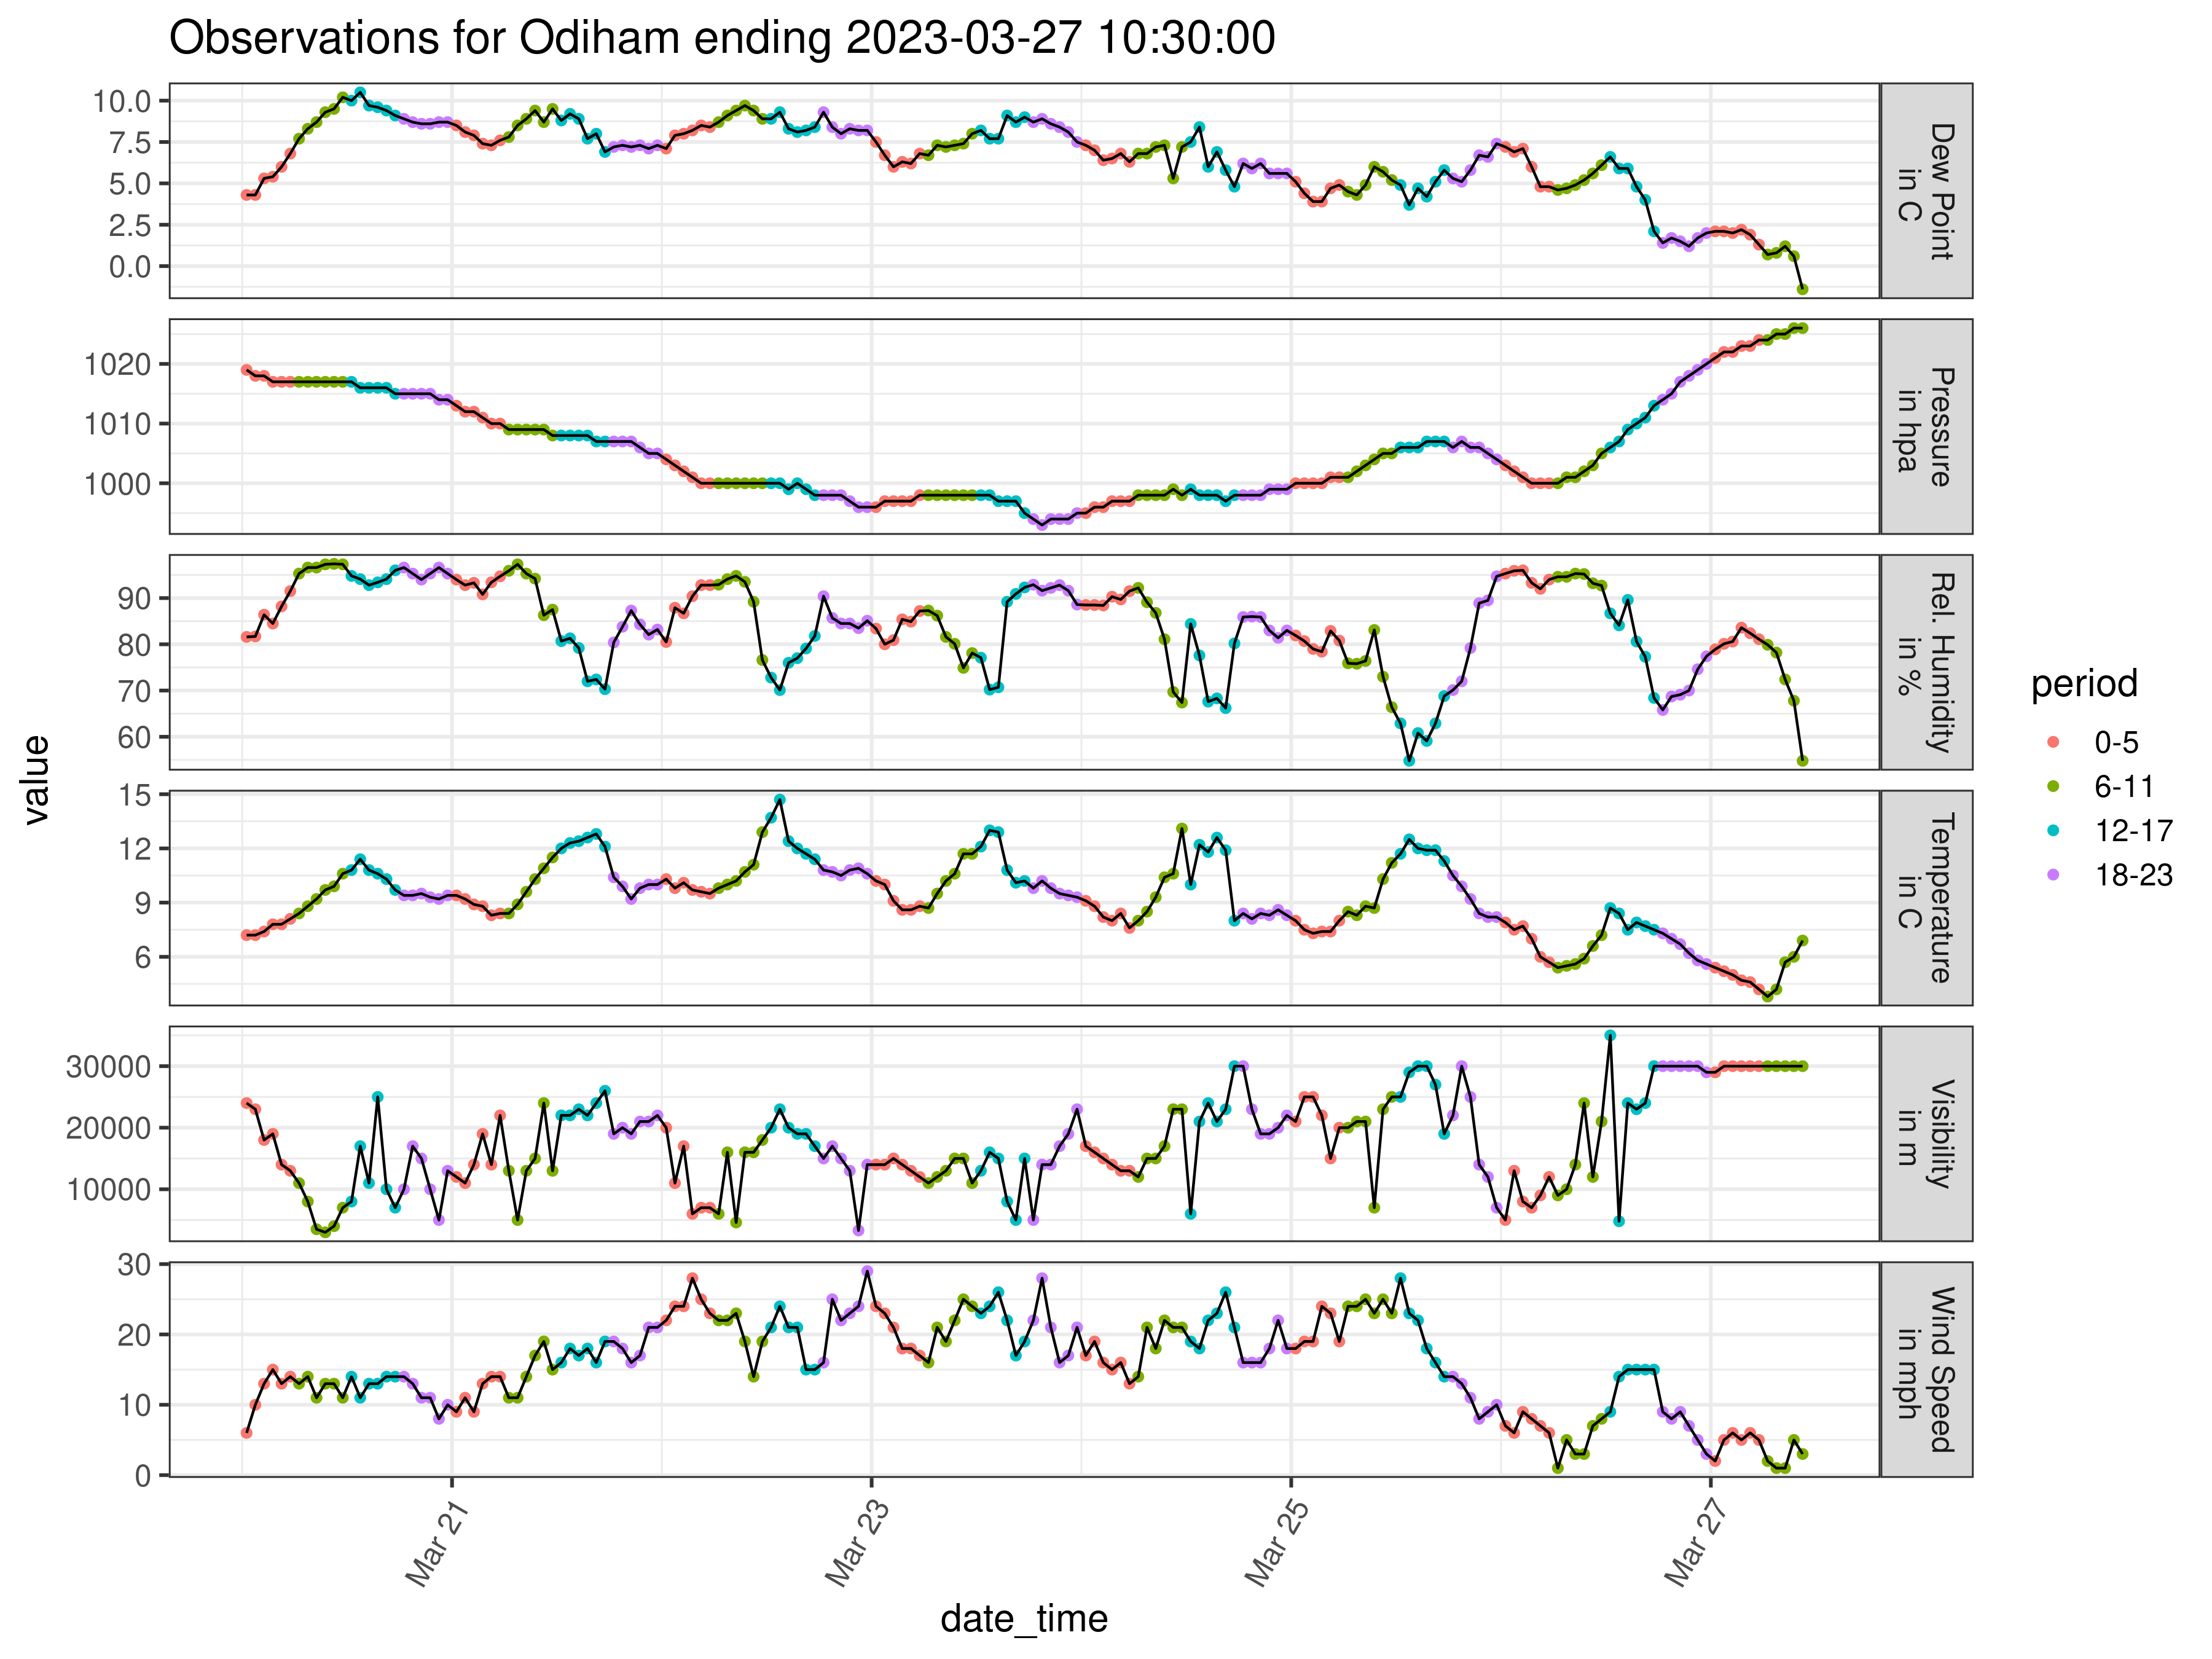 Observations for Odiham ending 2023-03-27 10:30:00
value
10.0
7.5
5.0
2.5
0.0
Dew Point
in C
1020
1010
1000
Pressure
in hpa
90
80
70
60
Rel. Humidity
in %
15
12
9
6
Temperature
in C
30000
20000
10000
Visibility
in m
30
20
10
0
Wind Speed
in mph
Mar 21
Mar 23
Mar 25
Mar 27
date_time
period
0-5
6-11
12-17
18-23